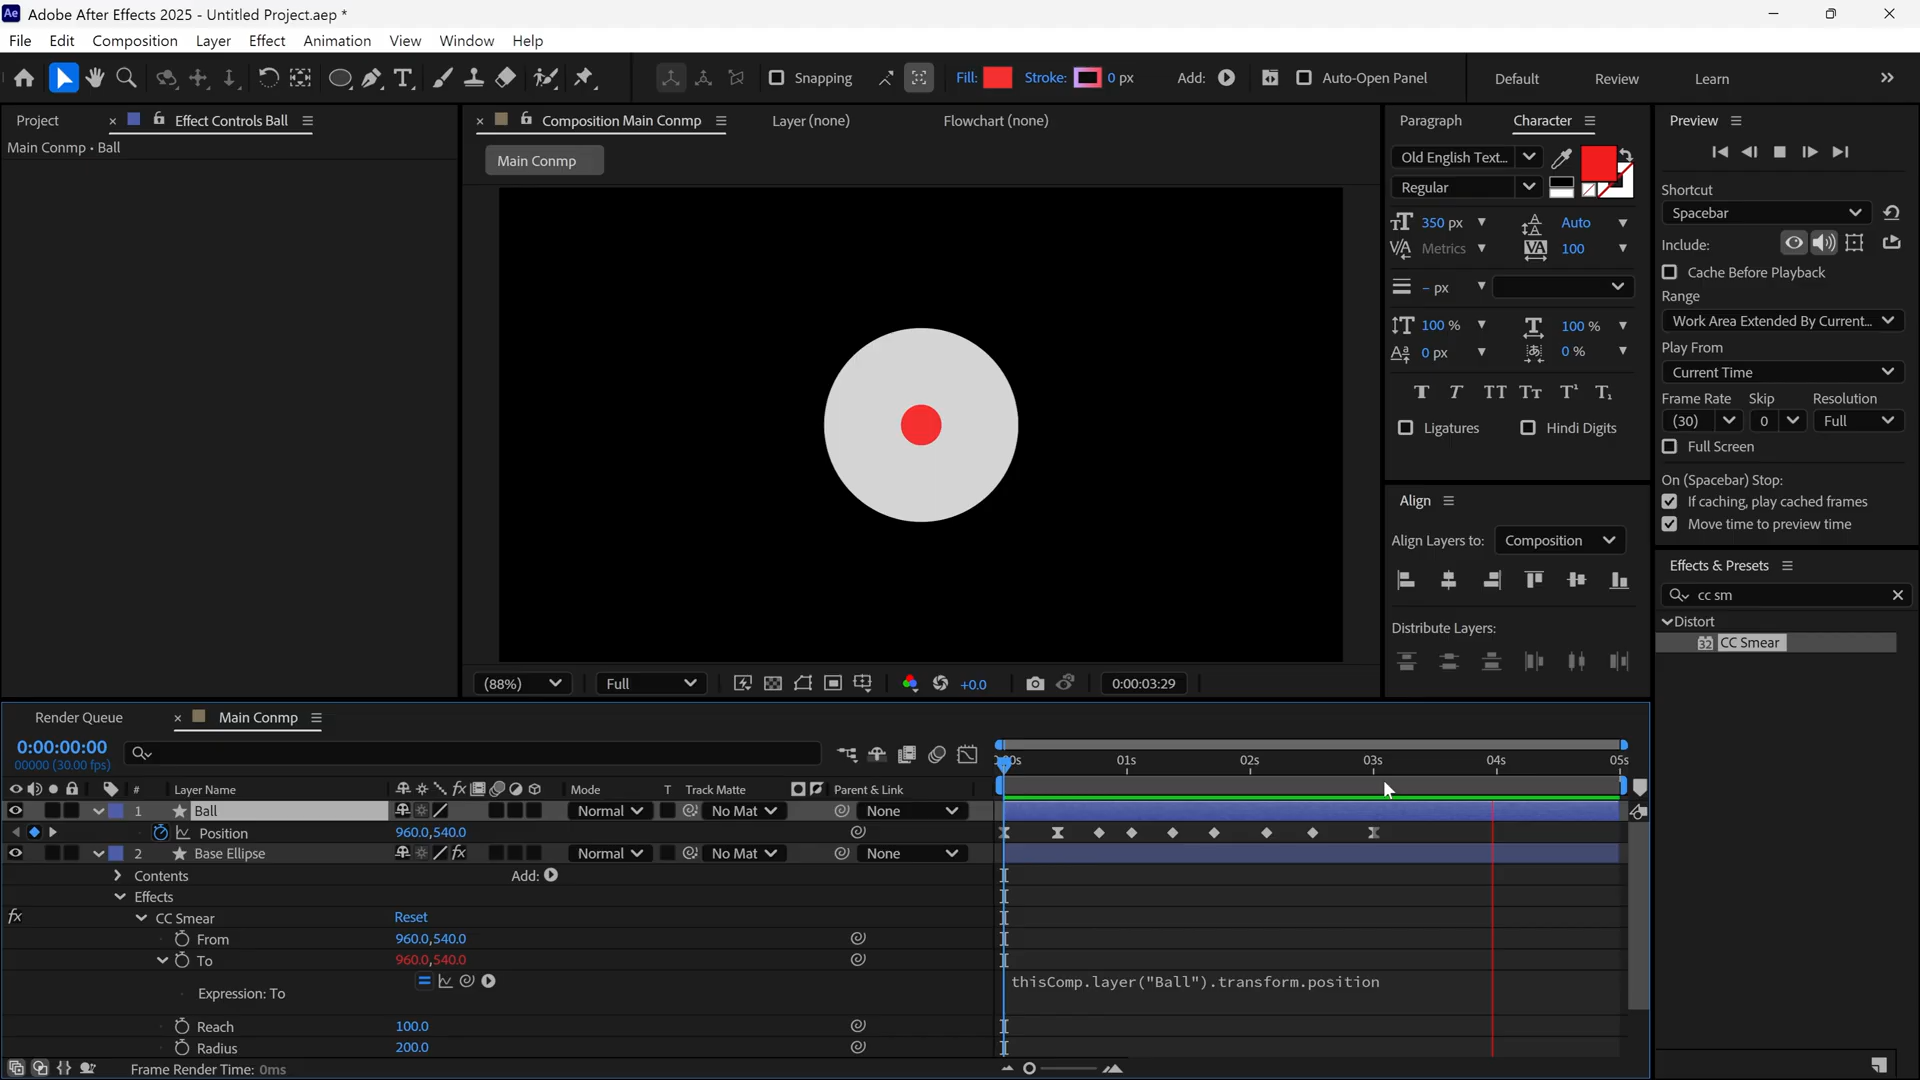 Ae Adobe After Effects 2025 - Untitled Project.aep *
File Edit Composition Layer Effect Animation View Window Help
Snapping Fill: Stroke: 0 px Add: Auto-Open Panel Default Review Learn
Project Effect Controls Ball
Main Conmp • Ball
Composition Main Conmp Layer (none) Flowchart (none)
Main Conmp
Paragraph Character
Old English Text...
Regular
350 px Auto
Metrics 100
- px
100 % 100 %
0 px 0 %
Ligatures Hindi Digits
Align
Align Layers to: Composition
Distribute Layers:
Preview
Shortcut
Spacebar
Include:
Cache Before Playback
Range
Work Area Extended By Current...
Play From
Current Time
Frame Rate Skip Resolution
(30) 0 Full
Full Screen
On (Spacebar) Stop:
If caching, play cached frames
Move time to preview time
Effects & Presets
cc sm
Distort
32 CC Smear
(88%) Full +0.0 0:00:03:29
Render Queue Main Conmp
0:00:00:00
00000 (30.00 fps)
01s 02s 03s 04s 05s
# Layer Name Mode T Track Matte Parent & Link
1 Ball Normal No Mat None
Position 960.0,540.0
2 Base Ellipse Normal No Mat None
Contents Add:
Effects
fx CC Smear Reset
From 960.0,540.0
To 960.0,540.0
Expression: To thisComp.layer("Ball").transform.position
Reach 100.0
Radius 200.0
Frame Render Time: 0ms